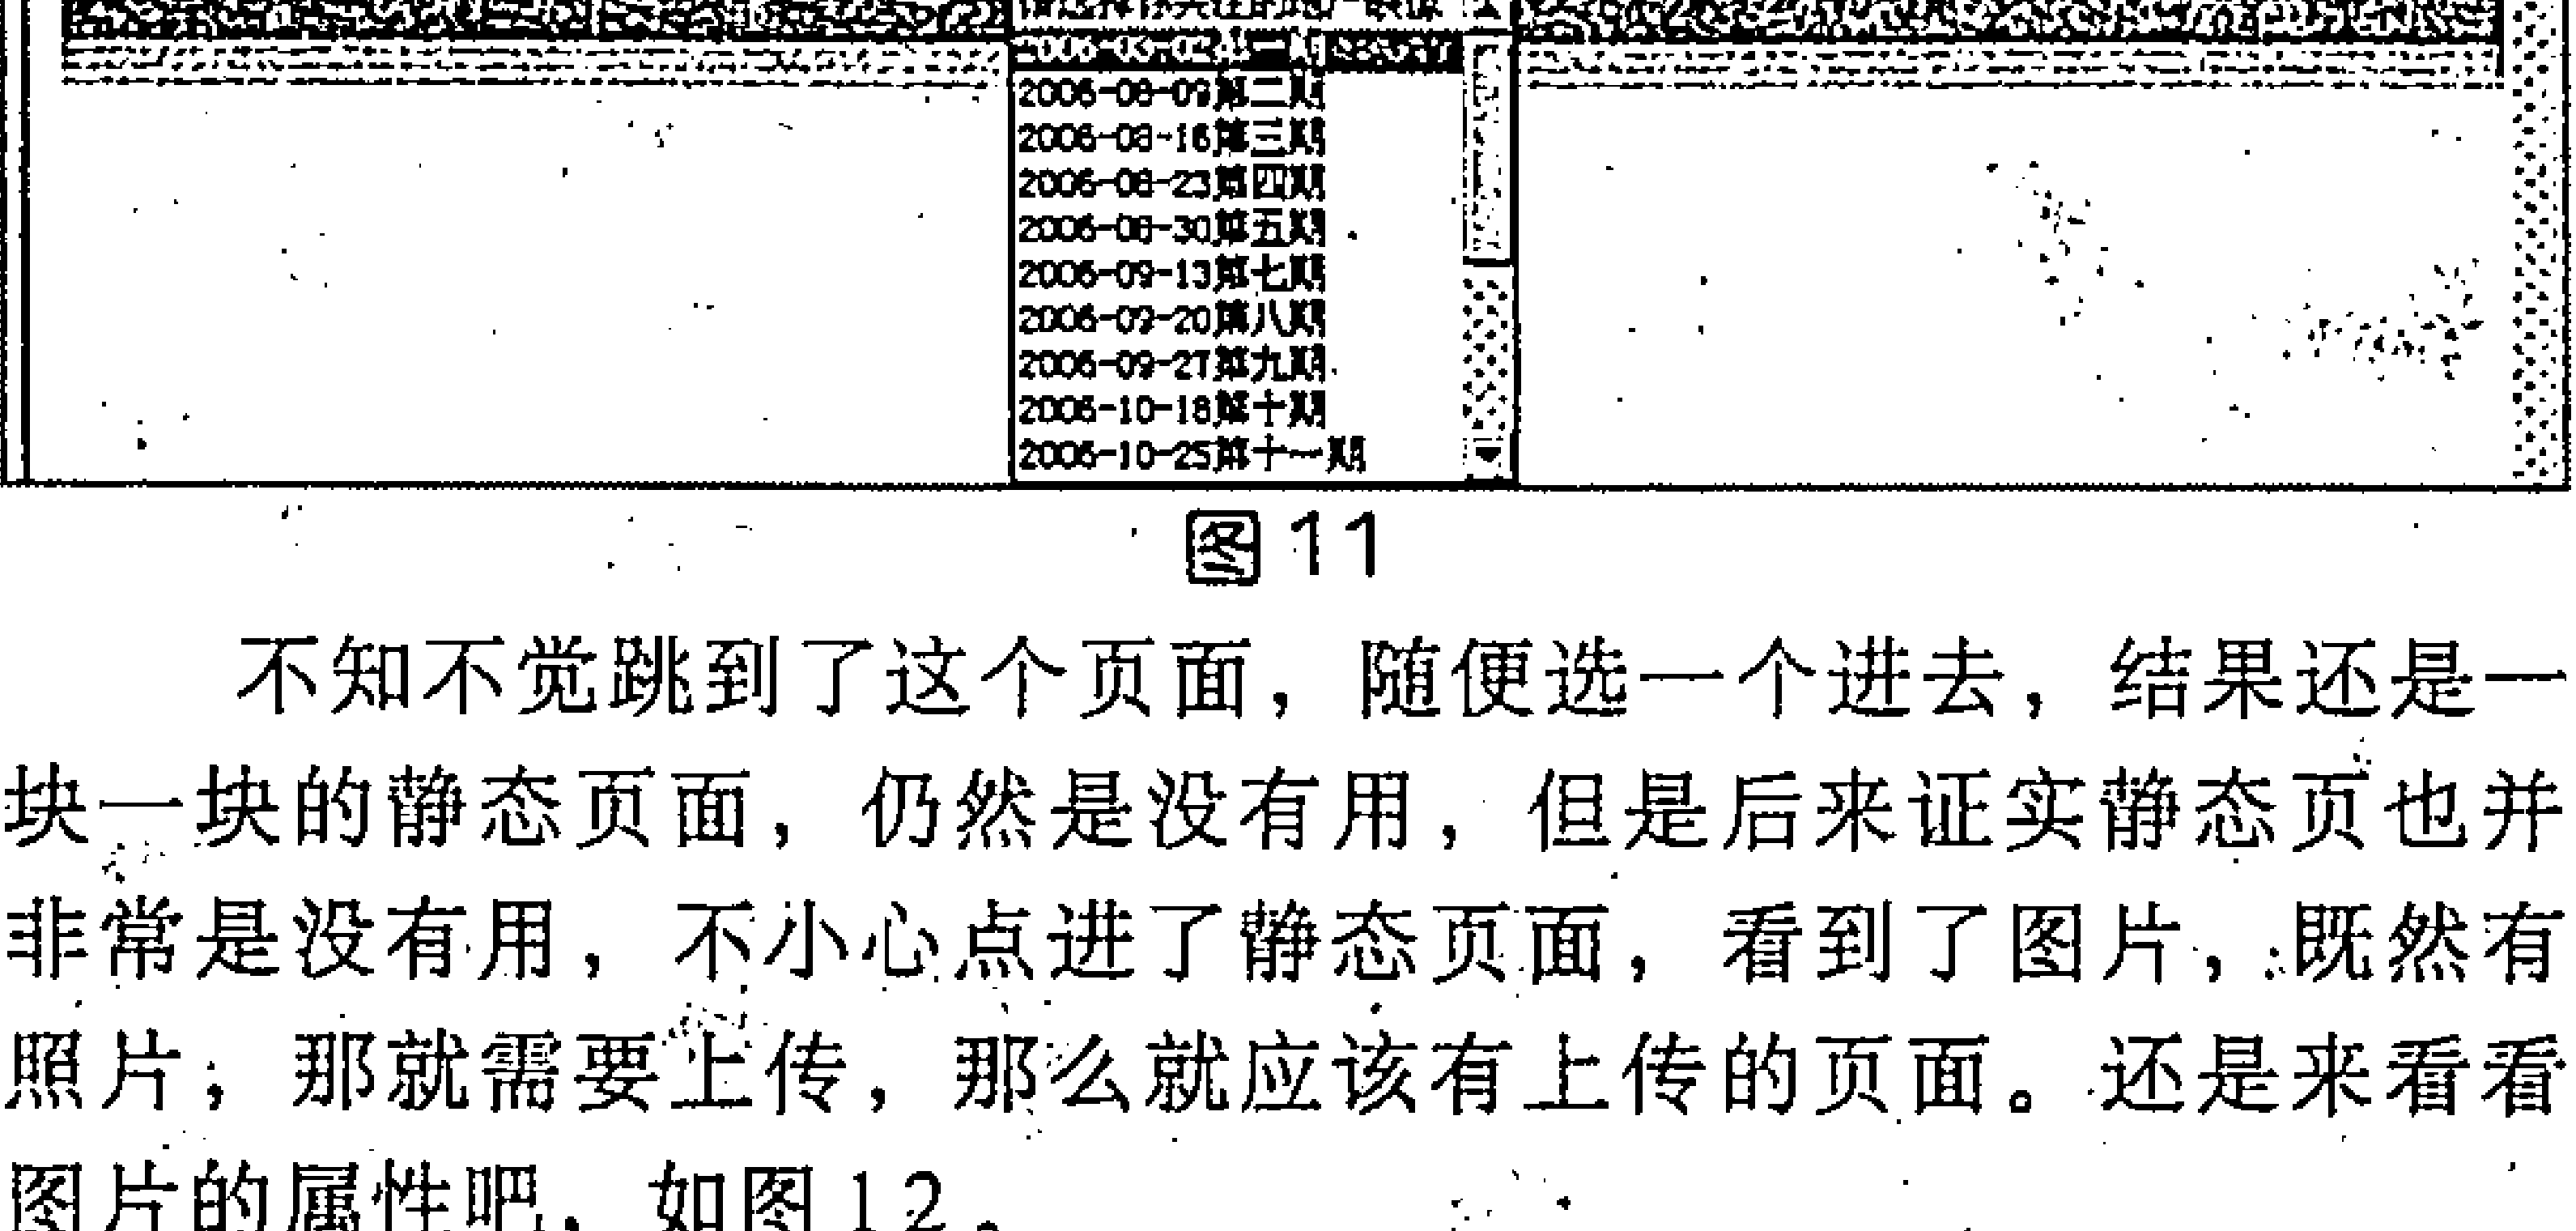 2006-08-09第二期
2006-08-16第三期
2006-08-23第四期
2006-08-30第五期
2006-09-13第七期
2006-09-20第八期
2006-09-27第九期
2006-10-18第十期
2006-10-25第十一期
图11
不知不觉跳到了这个页面，随便选一个进去，结果还是一
块一块的静态页面，仍然是没有用，但是后来证实静态页也并
非常是没有用，不小心点进了静态页面，看到了图片，既然有
照片，那就需要上传，那么就应该有上传的页面。还是来看看
图片的属性吧，如图12。